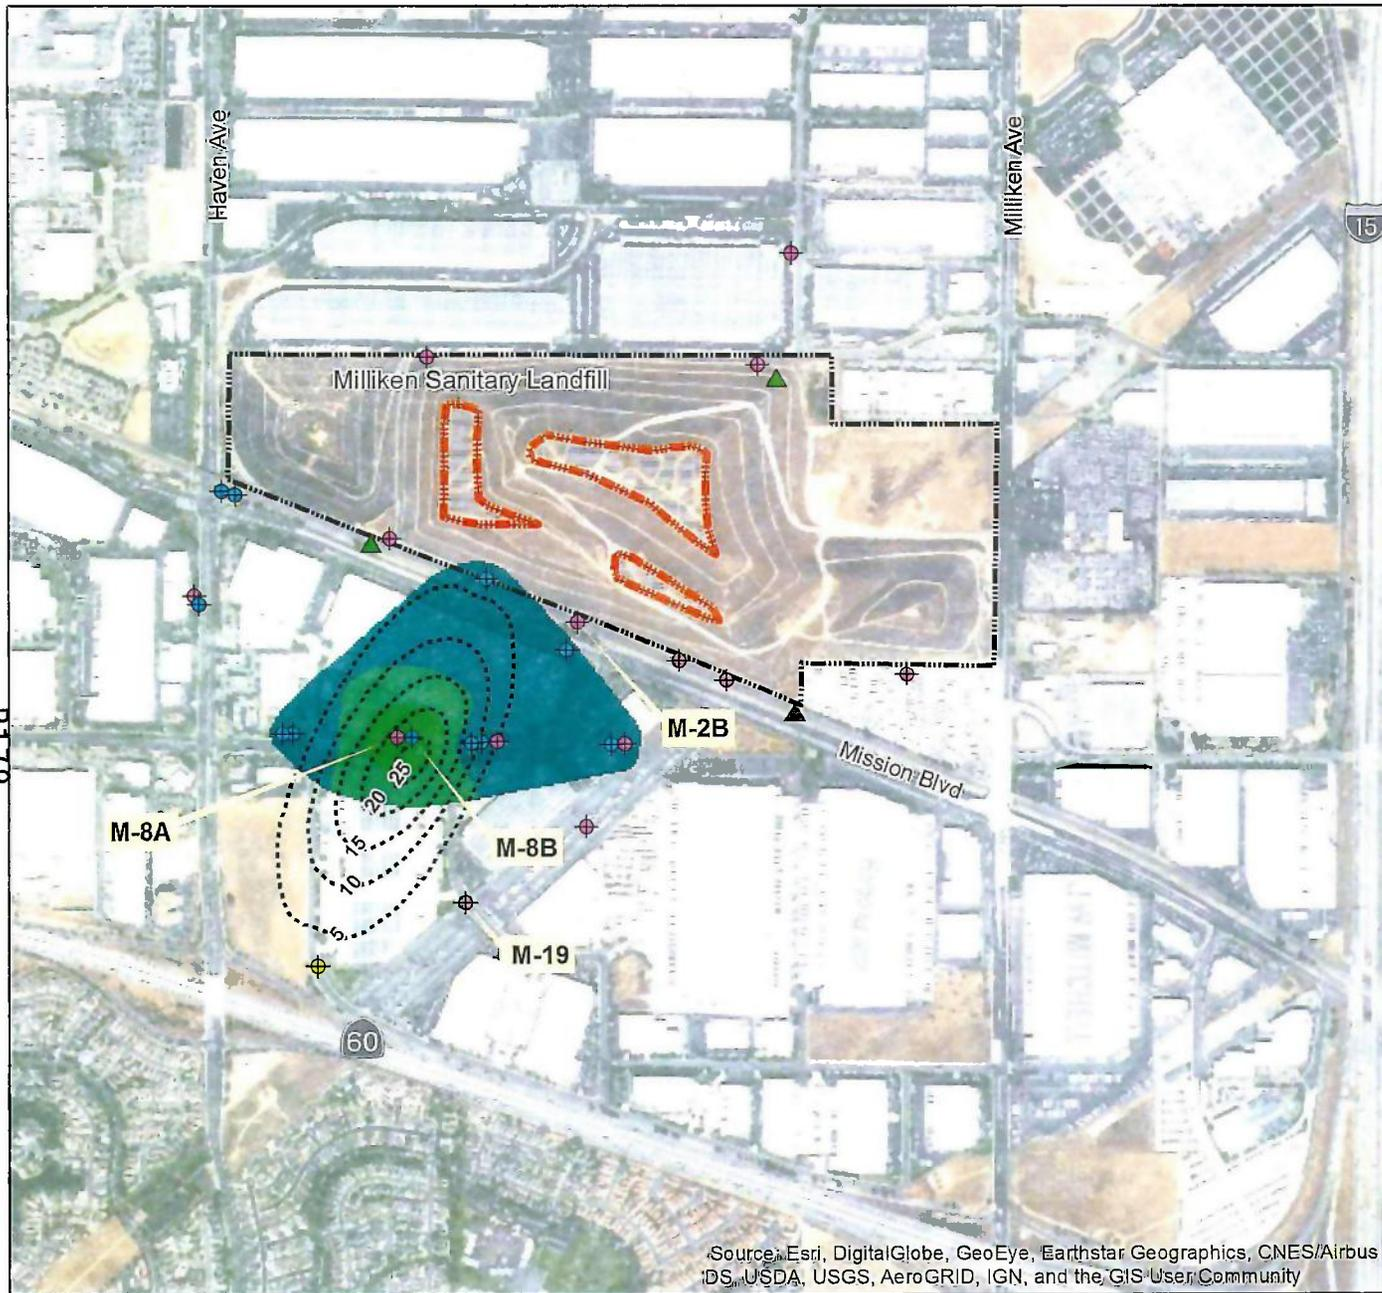 Haven Ave
Milliken Ave
15
Milliken Sanitary Landfill
M-2B
Mission Blvd
25
20
M-8A
15
M-8B
10
5
M-19
60
Source: Esri, DigitalGlobe, GeoEye, Earthstar Geographics, CNES/Airbus
DS, USDA, USGS, AeroGRID, IGN, and the GIS User Community